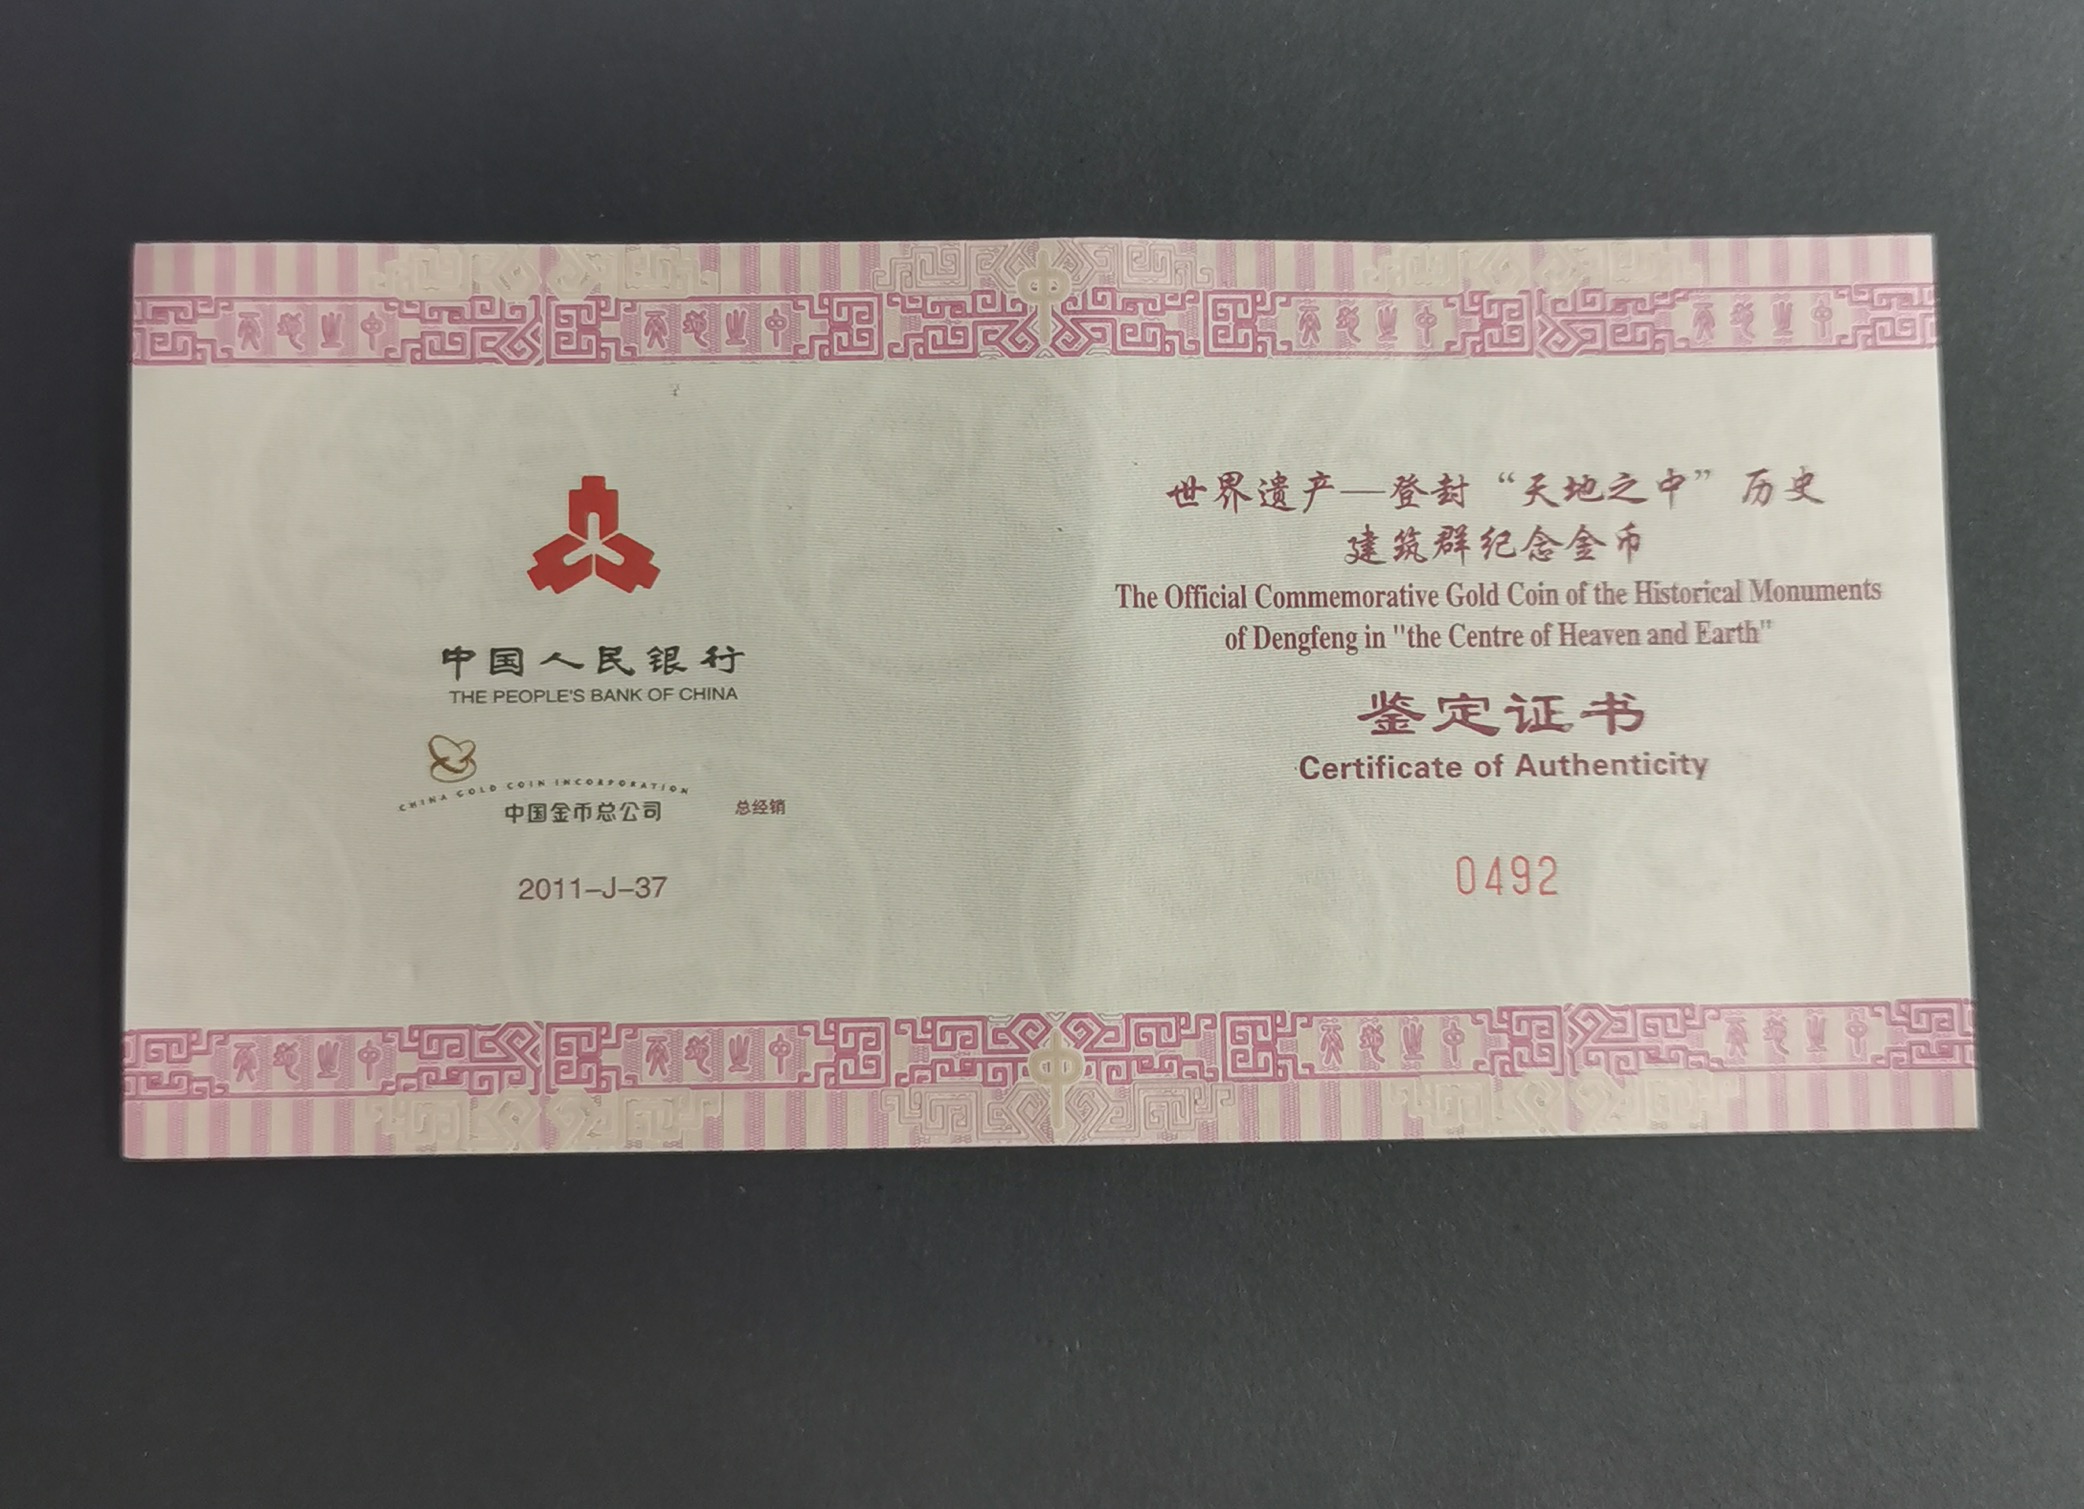 中国人民银行
THE PEOPLE'S BANK OF CHINA
CHINA GOLD COIN INCORPORATION
中国金币总公司 总经销
2011-J-37
世界遗产—登封“天地之中”历史
建筑群纪念金币
The Official Commemorative Gold Coin of the Historical Monuments
of Dengfeng in "the Centre of Heaven and Earth"
鉴定证书
Certificate of Authenticity
0492